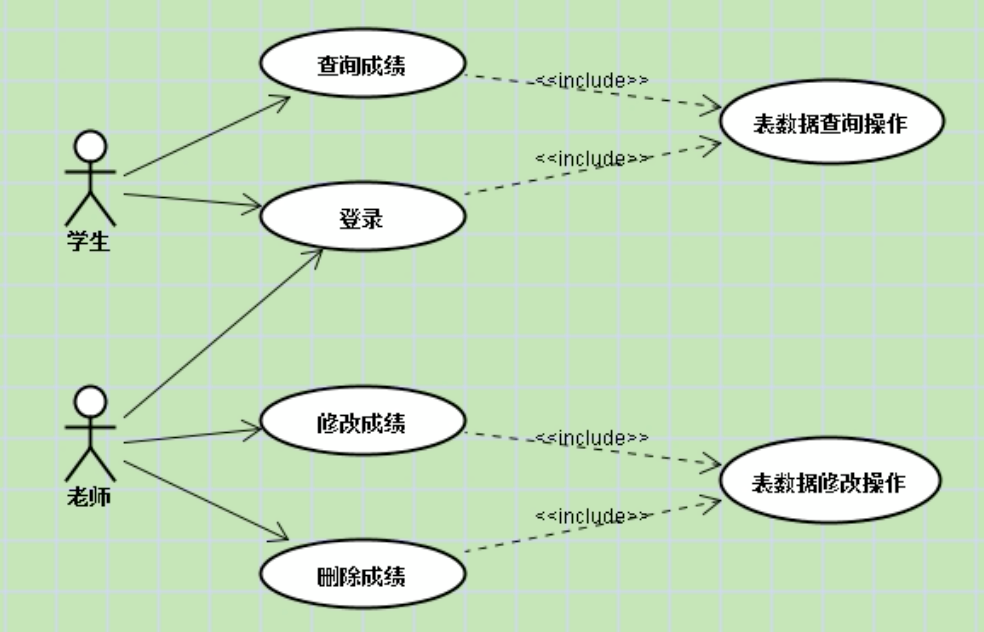 查询成绩
<<include>>
表数据查询操作
<<include>>
登录
学生
修改成绩
<<include>>
表数据修改操作
老师
<<include>>
删除成绩